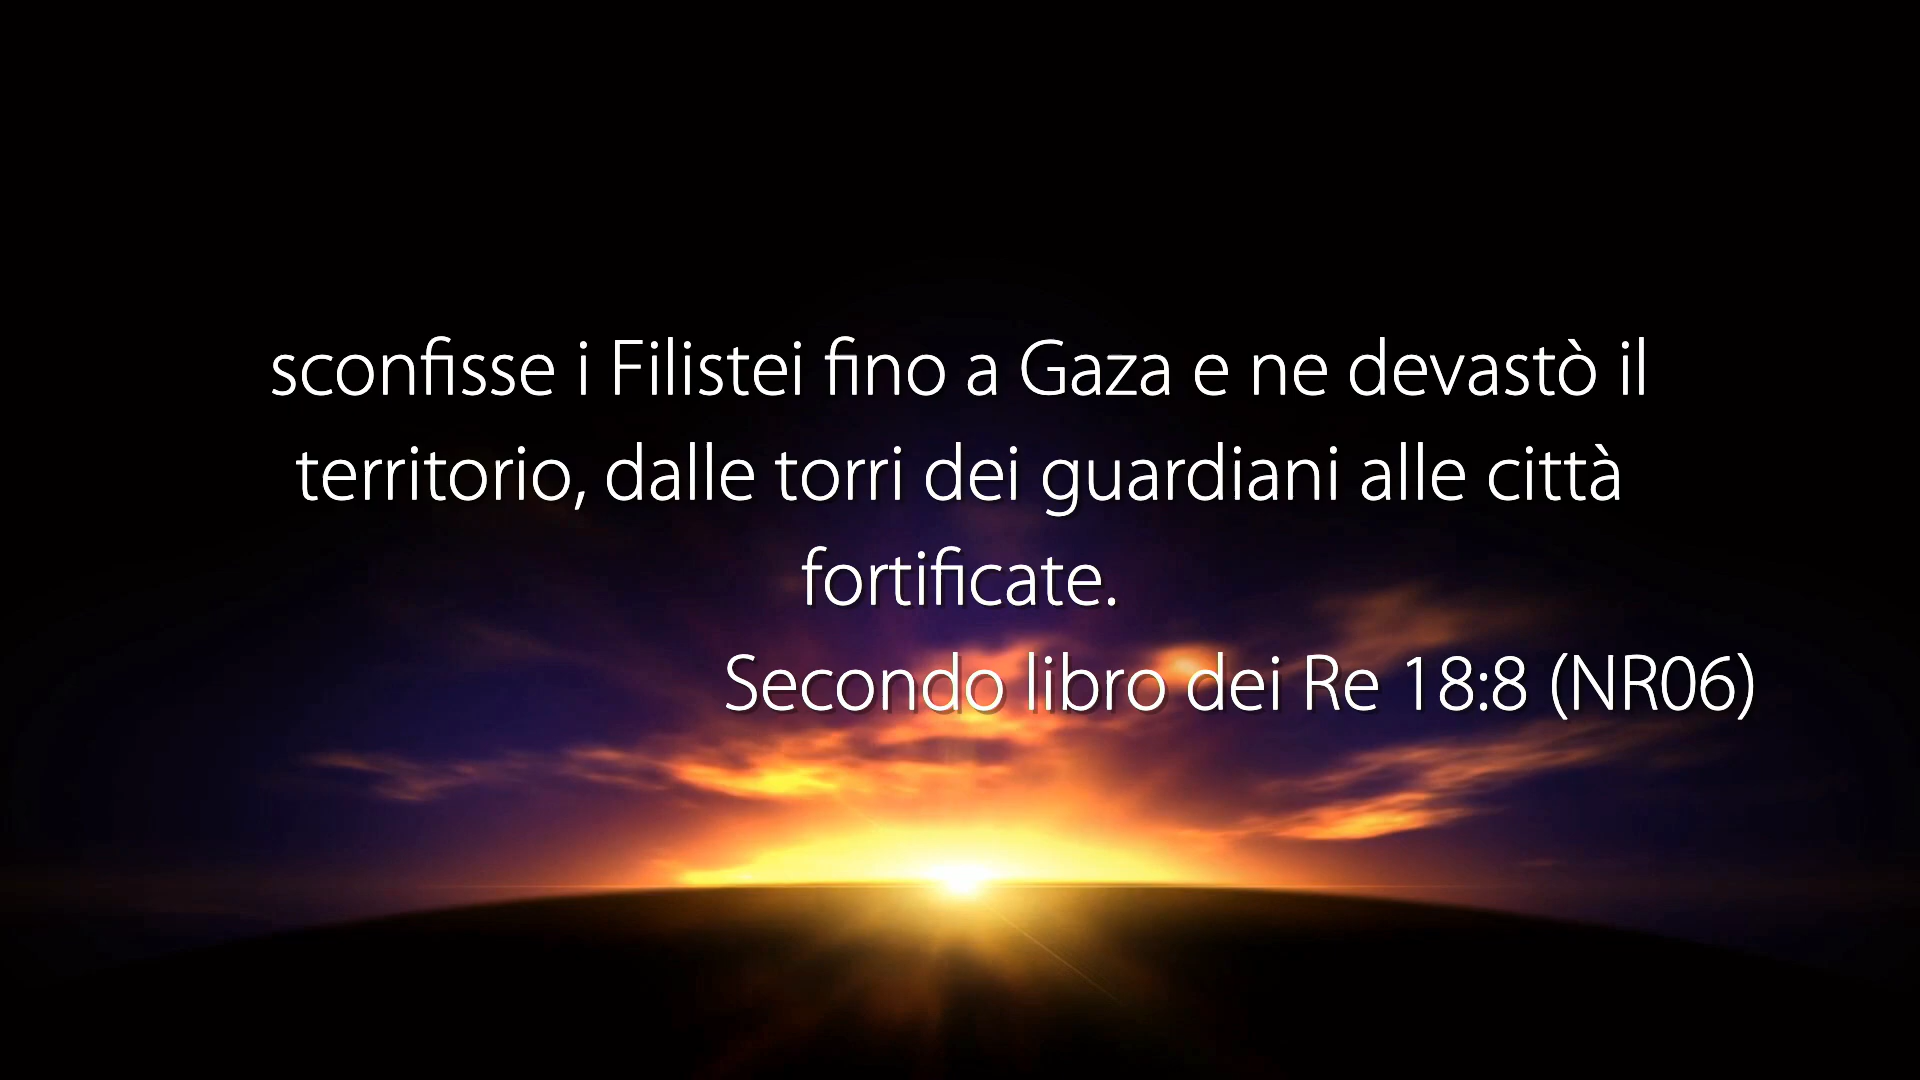 sconfisse i Filistei fino a Gaza e ne devastò il
territorio, dalle torri dei guardiani alle città
fortificate.
Secondo libro dei Re 18:8 (NR06)